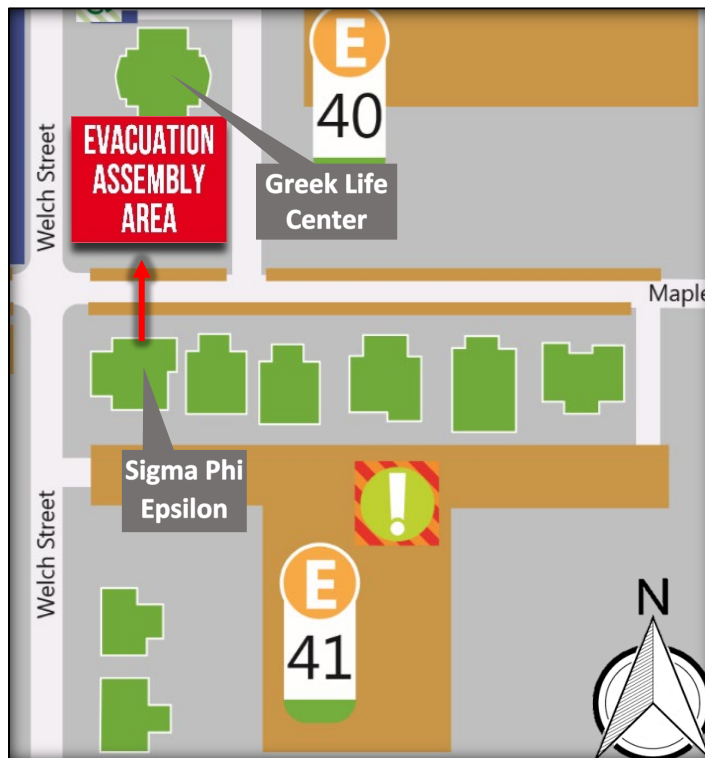 E
40
Welch Street
EVACUATION
ASSEMBLY
AREA
Greek Life
Center
Maple
Sigma Phi
Epsilon
!
Welch Street
E
41
N